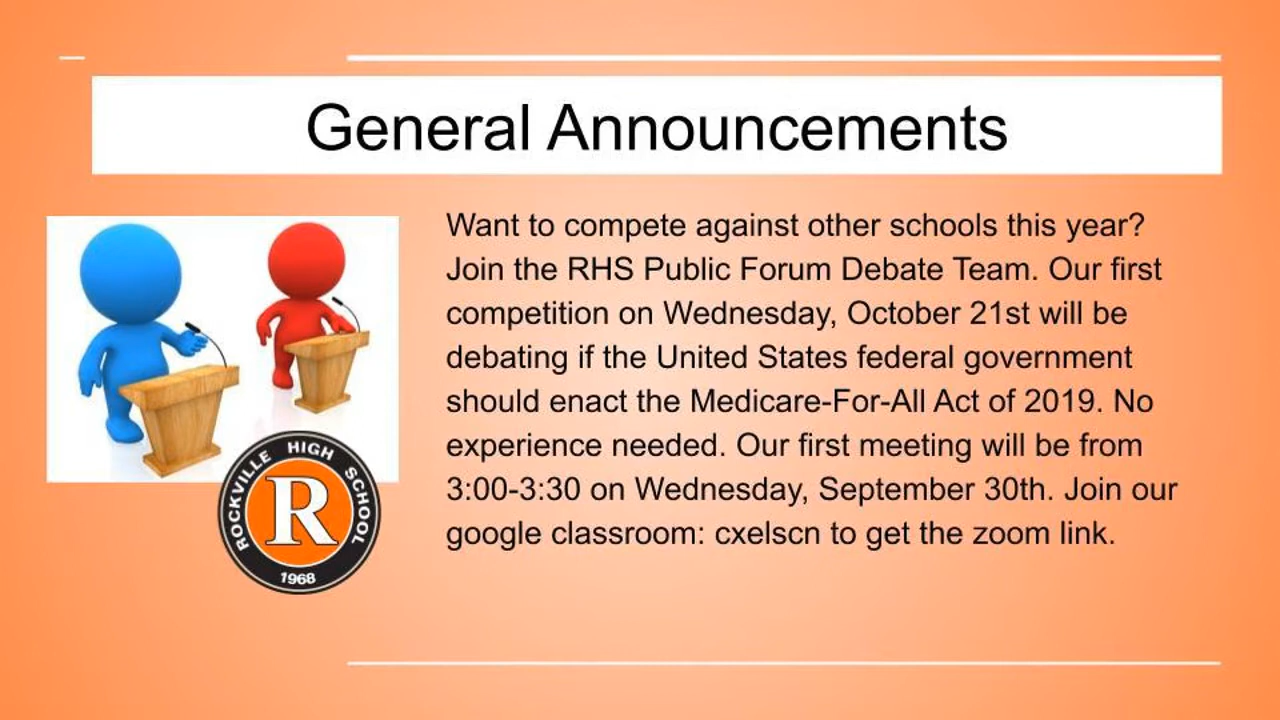 General Announcements
Want to compete against other schools this year?
Join the RHS Public Forum Debate Team. Our first
competition on Wednesday, October 21st will be
debating if the United States federal government
should enact the Medicare-For-All Act of 2019. No
experience needed. Our first meeting will be from
3:00-3:30 on Wednesday, September 30th. Join our
google classroom: cxelscn to get the zoom link.
ROCKVILLE HIGH SCHOOL
R
1968